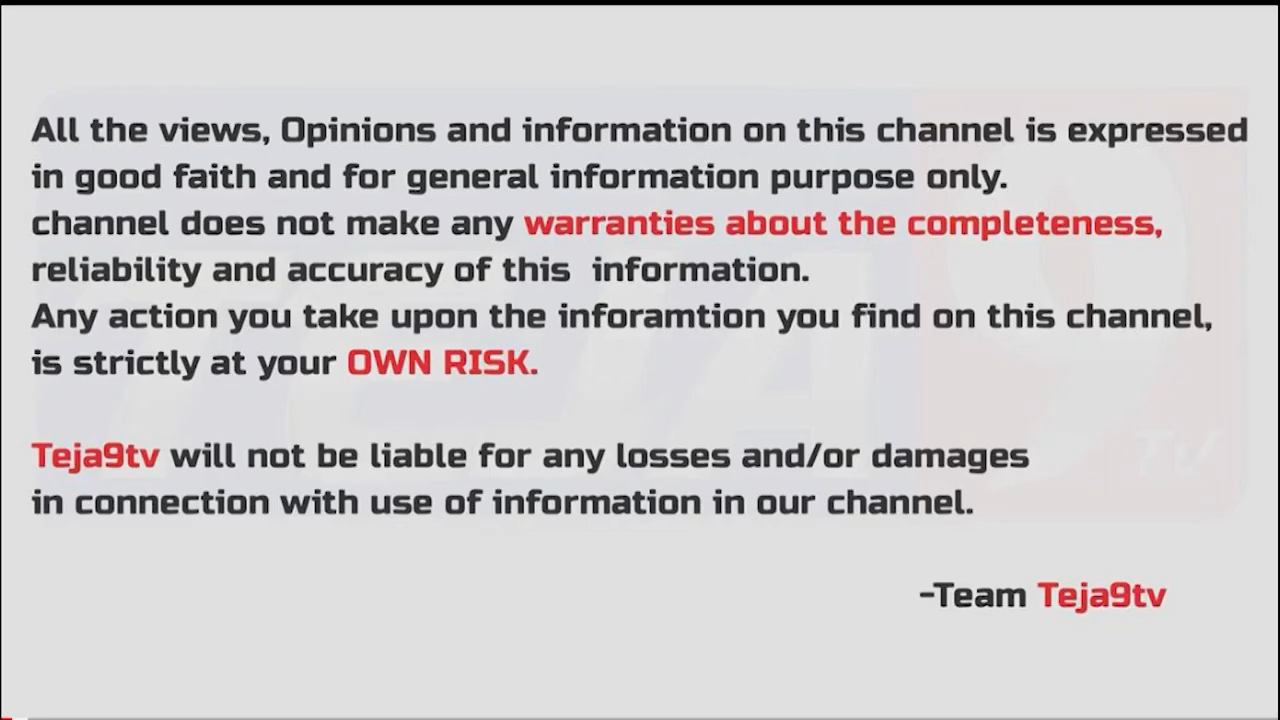 All the views, Opinions and information on this channel is expressed
in good faith and for general information purpose only.
channel does not make any warranties about the completeness,
reliability and accuracy of this  information.
Any action you take upon the inforamtion you find on this channel,
is strictly at your OWN RISK.
Teja9tv will not be liable for any losses and/or damages
in connection with use of information in our channel.
-Team Teja9tv
TEJA 9 TV